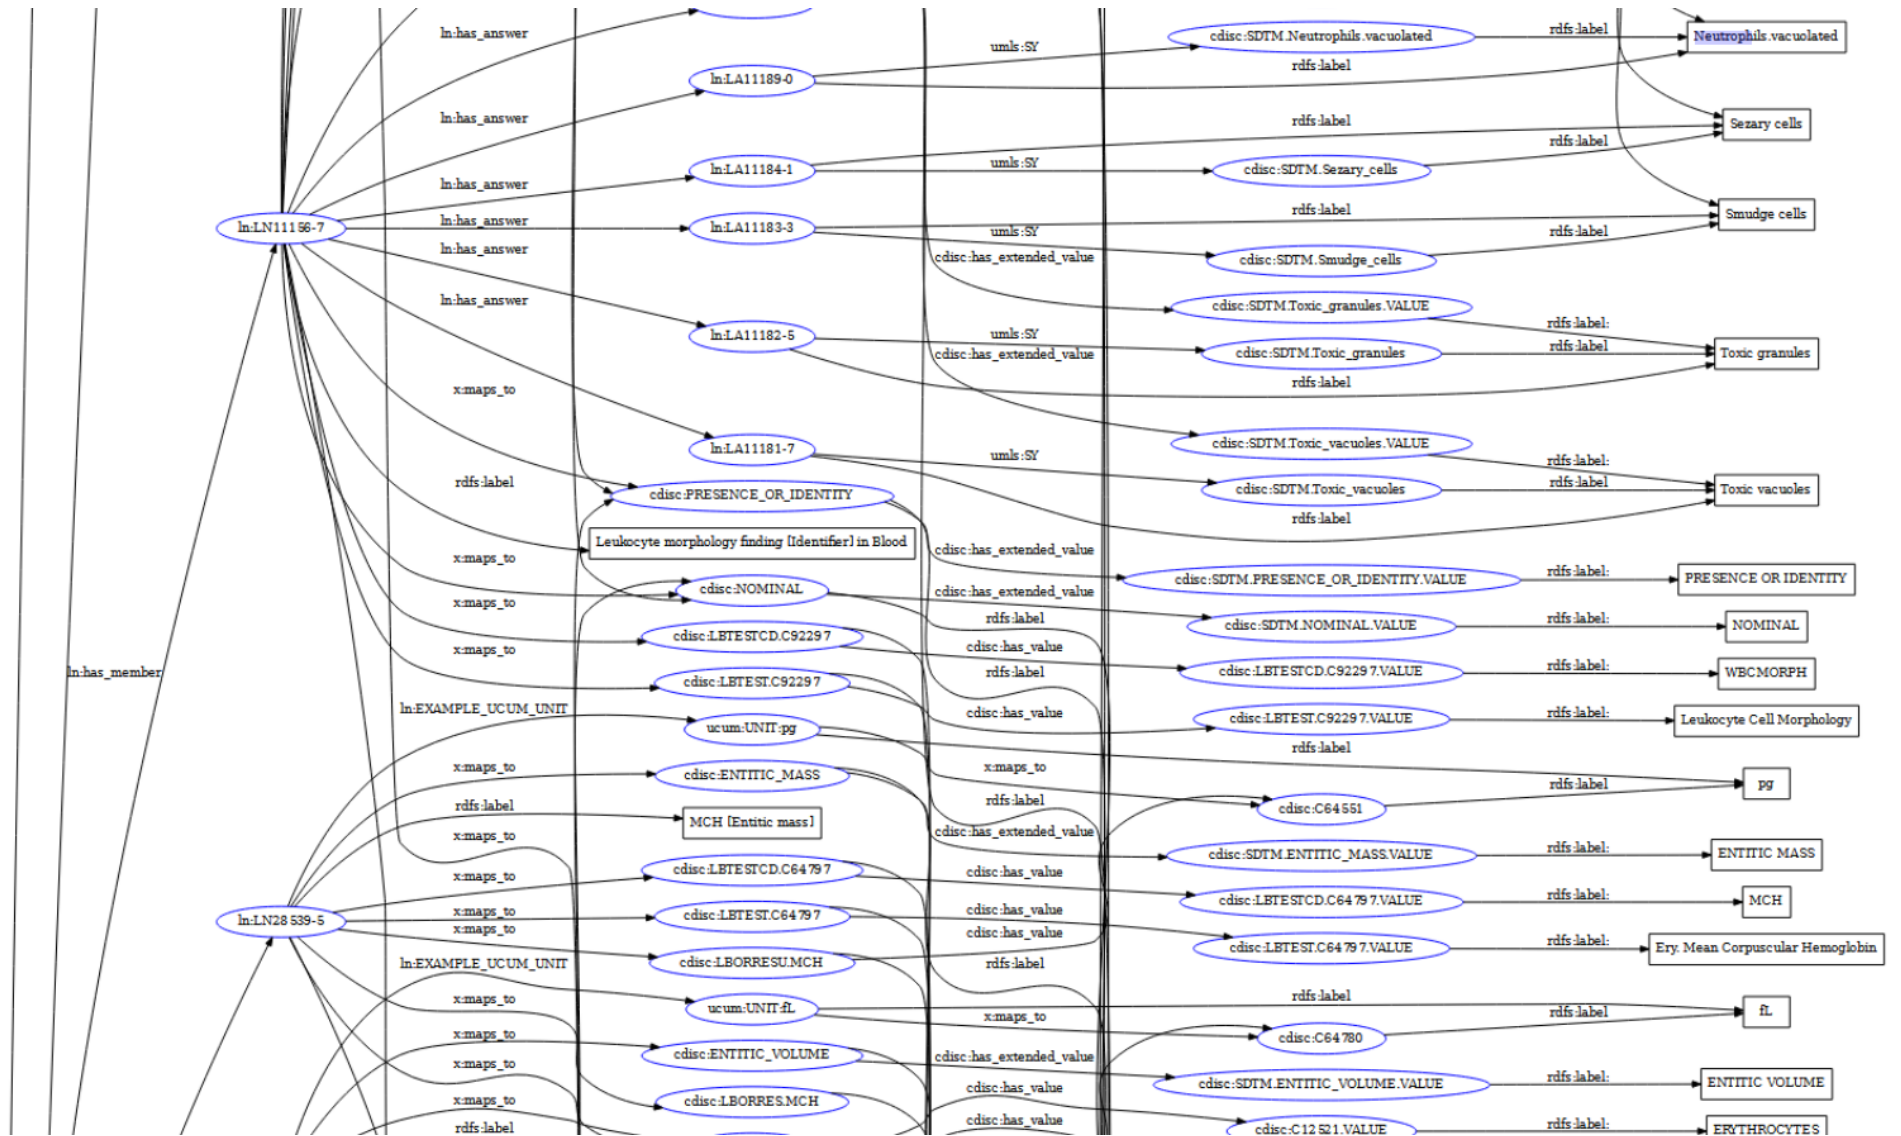 ln:has_answer
cdisc:SDTM.Neutrophils.vacuolated
rdfs:label
Neutrophils.vacuolated
umls:SY
rdfs:label
ln:LA11189-0
ln:has_answer
rdfs:label
Sezary cells
umls:SY
rdfs:label
ln:LA11184-1
cdisc:SDTM.Sezary_cells
ln:has_answer
ln:has_answer
rdfs:label
Smudge cells
ln:LN11156-7
ln:LA11183-3
umls:SY
rdfs:label
ln:has_answer
cdisc:has_extended_value
cdisc:SDTM.Smudge_cells
ln:has_answer
cdisc:SDTM.Toxic_granules.VALUE
rdfs:label:
ln:LA11182-5
umls:SY
rdfs:label
cdisc:has_extended_value
cdisc:SDTM.Toxic_granules
Toxic granules
rdfs:label
x:maps_to
cdisc:SDTM.Toxic_vacuoles.VALUE
ln:LA11181-7
umls:SY
rdfs:label:
rdfs:label
rdfs:label
cdisc:PRESENCE_OR_IDENTITY
cdisc:SDTM.Toxic_vacuoles
Toxic vacuoles
rdfs:label
Leukocyte morphology finding [Identifier] in Blood
cdisc:has_extended_value
x:maps_to
cdisc:SDTM.PRESENCE_OR_IDENTITY.VALUE
rdfs:label:
PRESENCE OR IDENTITY
cdisc:NOMINAL
cdisc:has_extended_value
x:maps_to
rdfs:label
cdisc:SDTM.NOMINAL.VALUE
rdfs:label:
NOMINAL
cdisc:LBTESTCD.C92297
cdisc:has_value
x:maps_to
rdfs:label
cdisc:LBTESTCD.C92297.VALUE
rdfs:label:
WBCMORPH
ln:has_member
cdisc:LBTEST.C92297
ln:EXAMPLE_UCUM_UNIT
cdisc:has_value
cdisc:LBTEST.C92297.VALUE
rdfs:label:
Leukocyte Cell Morphology
ucum:UNIT:pg
rdfs:label
x:maps_to
cdisc:ENTITIC_MASS
x:maps_to
rdfs:label
pg
rdfs:label
rdfs:label
cdisc:C64551
MCH [Entitic mass]
x:maps_to
cdisc:has_extended_value
cdisc:SDTM.ENTITIC_MASS.VALUE
rdfs:label:
ENTITIC MASS
x:maps_to
cdisc:LBTESTCD.C64797
cdisc:has_value
cdisc:LBTESTCD.C64797.VALUE
rdfs:label:
MCH
ln:LN28539-5
x:maps_to
cdisc:LBTEST.C64797
cdisc:has_value
x:maps_to
cdisc:has_value
cdisc:LBTEST.C64797.VALUE
rdfs:label:
Ery. Mean Corpuscular Hemoglobin
ln:EXAMPLE_UCUM_UNIT
cdisc:LBORRESU.MCH
rdfs:label
x:maps_to
ucum:UNIT:fL
rdfs:label
x:maps_to
rdfs:label
fL
x:maps_to
cdisc:C64780
cdisc:ENTITIC_VOLUME
cdisc:has_extended_value
x:maps_to
cdisc:SDTM.ENTITIC_VOLUME.VALUE
rdfs:label:
ENTITIC VOLUME
x:maps_to
cdisc:LBORRES.MCH
cdisc:has_value
cdisc:has_value
rdfs:label
cdisc:C12521.VALUE
rdfs:label:
ERYTHROCYTES